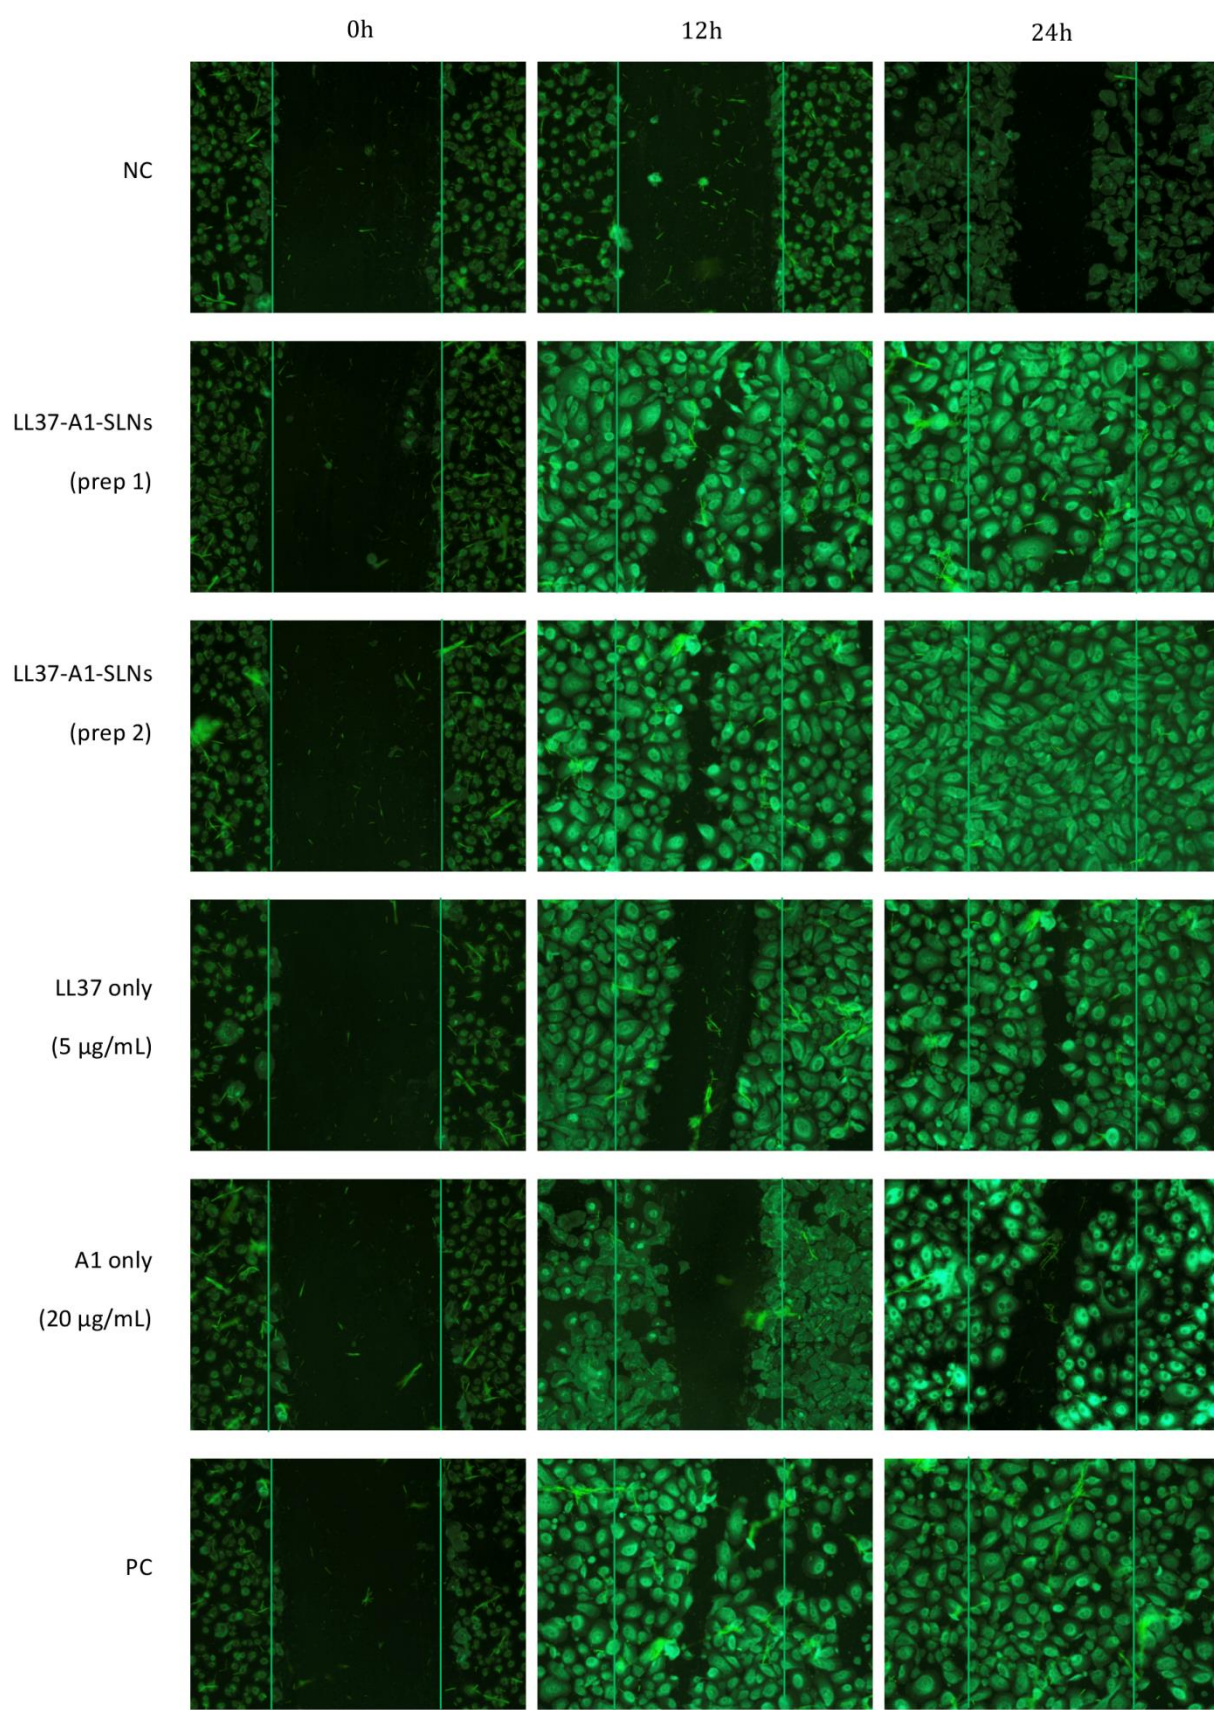 0h 12h 24h
NC
LL37-A1-SLNs
(prep 1)
LL37-A1-SLNs
(prep 2)
LL37 only
(5 µg/mL)
A1 only
(20 µg/mL)
PC